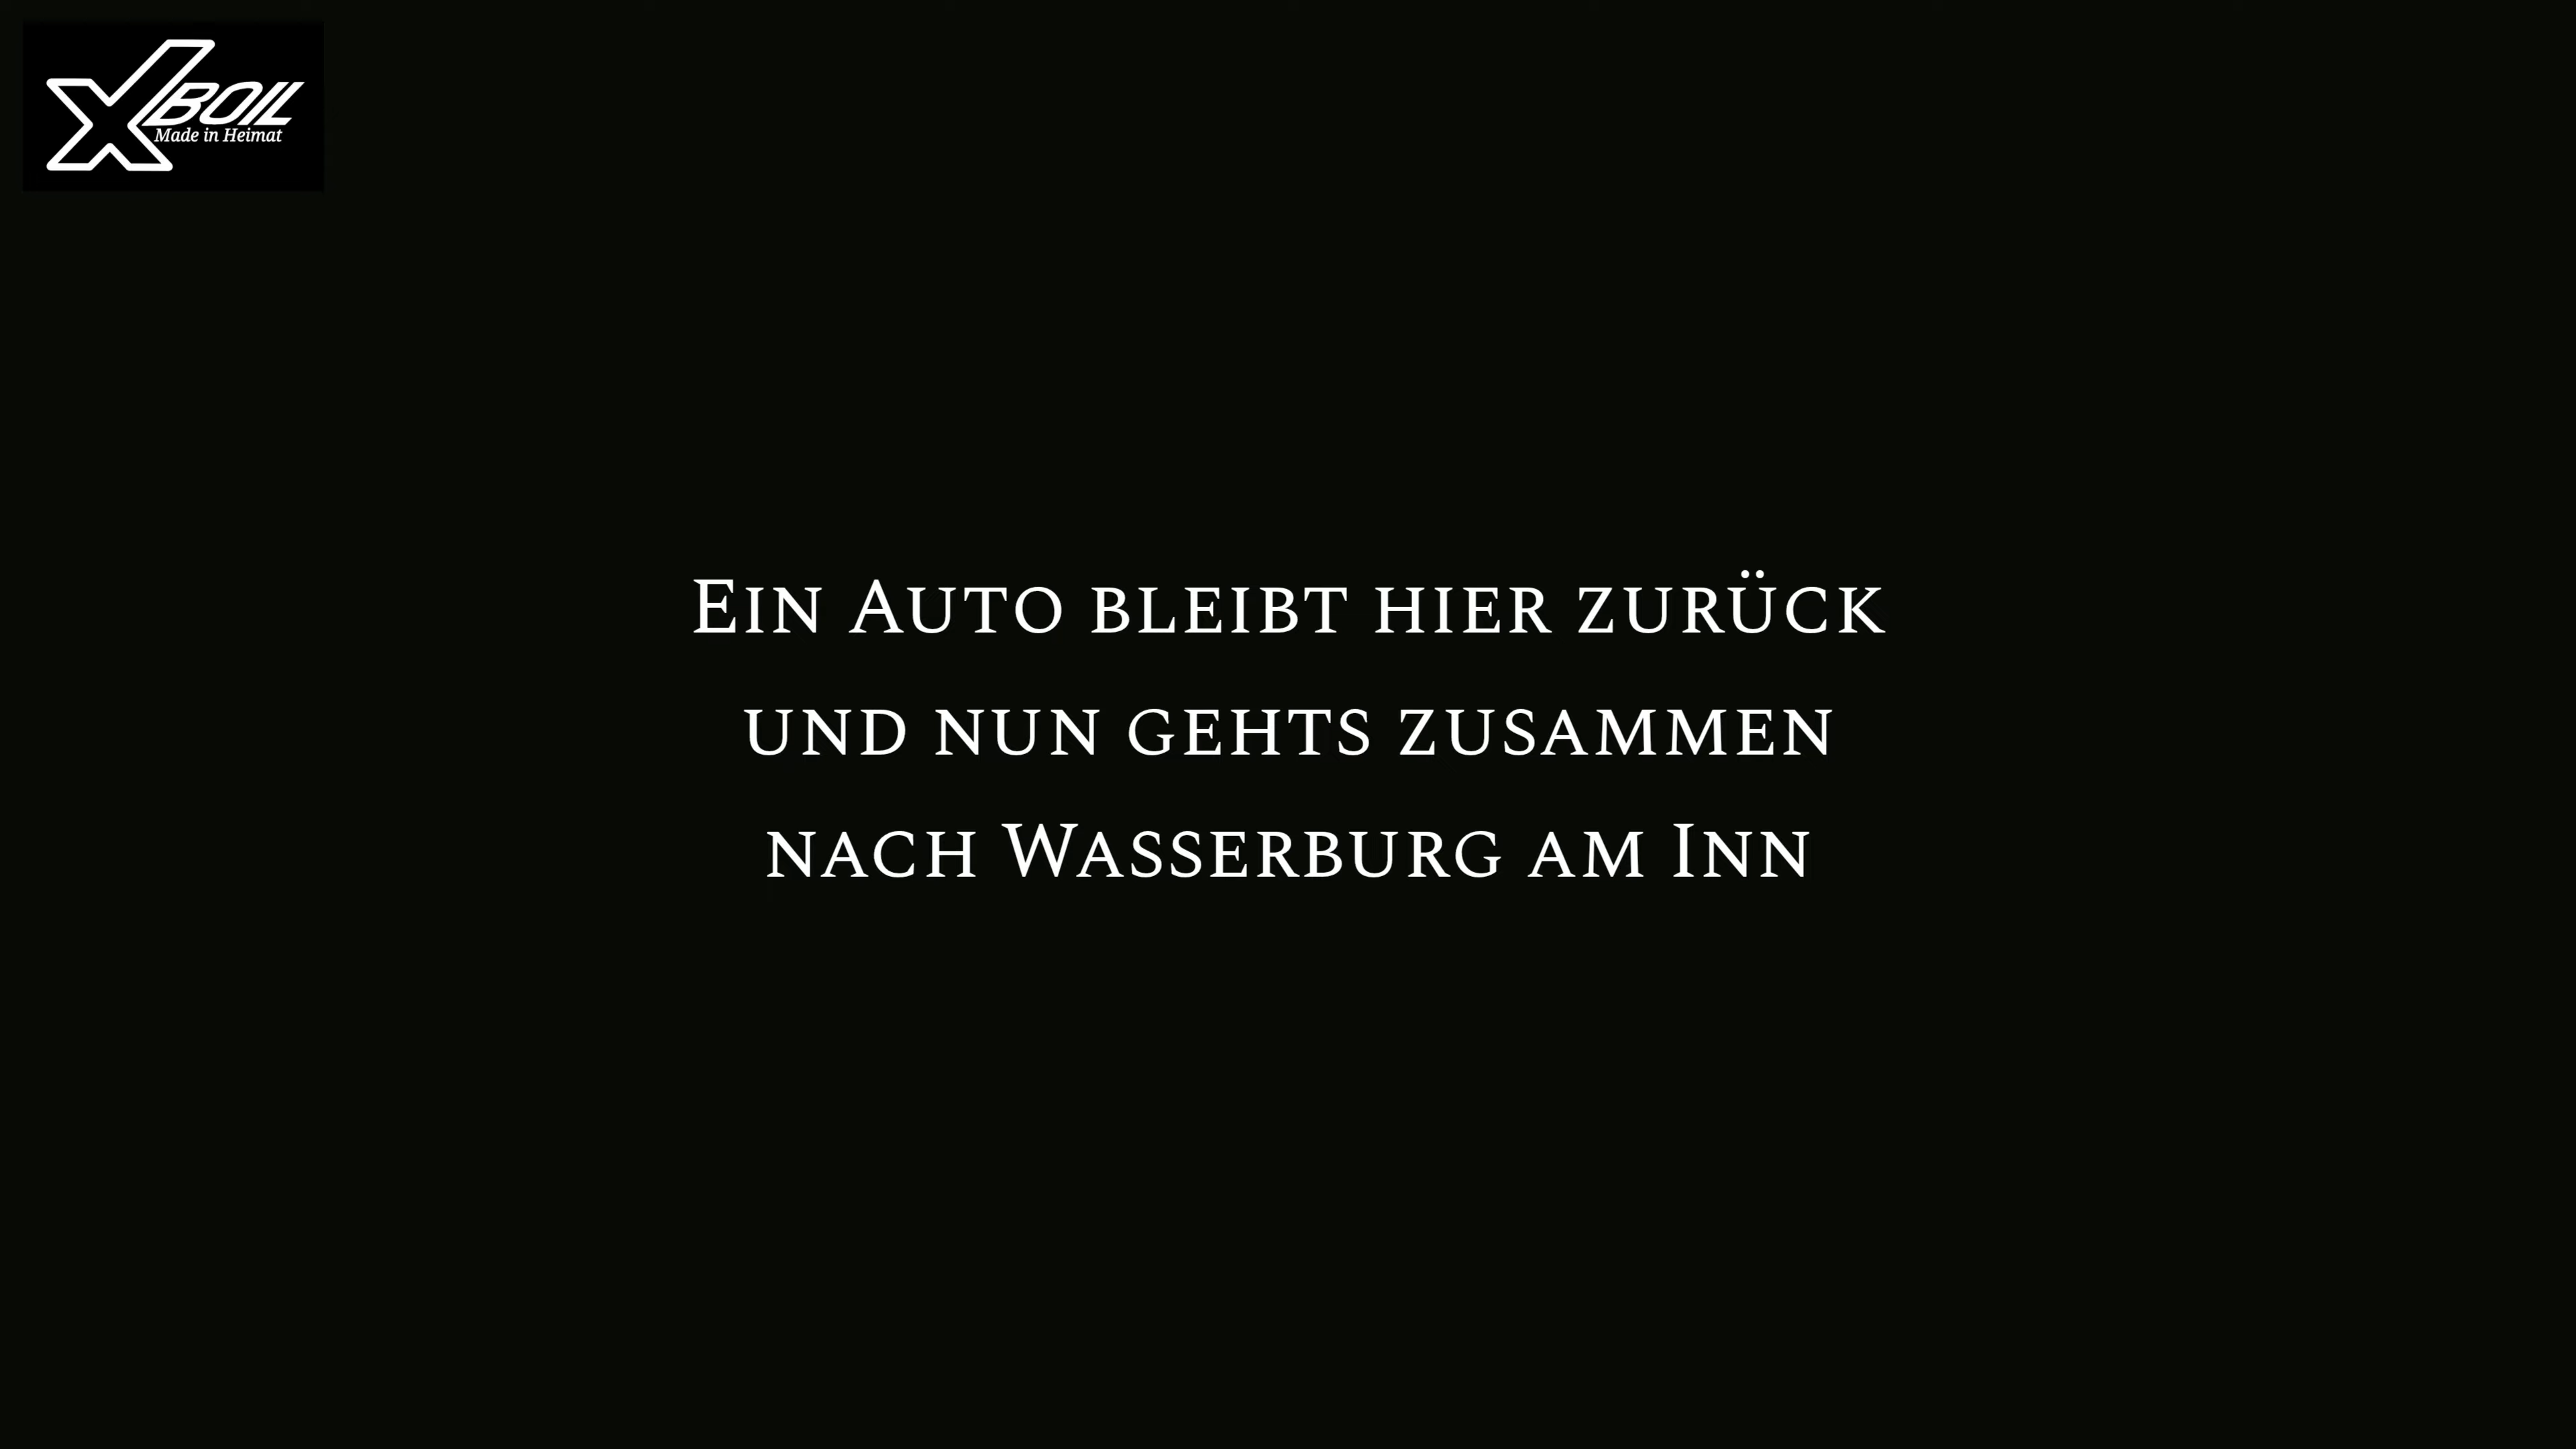 XBOIL
Made in Heimat
Ein Auto bleibt hier zurück
und nun gehts zusammen
nach Wasserburg am Inn